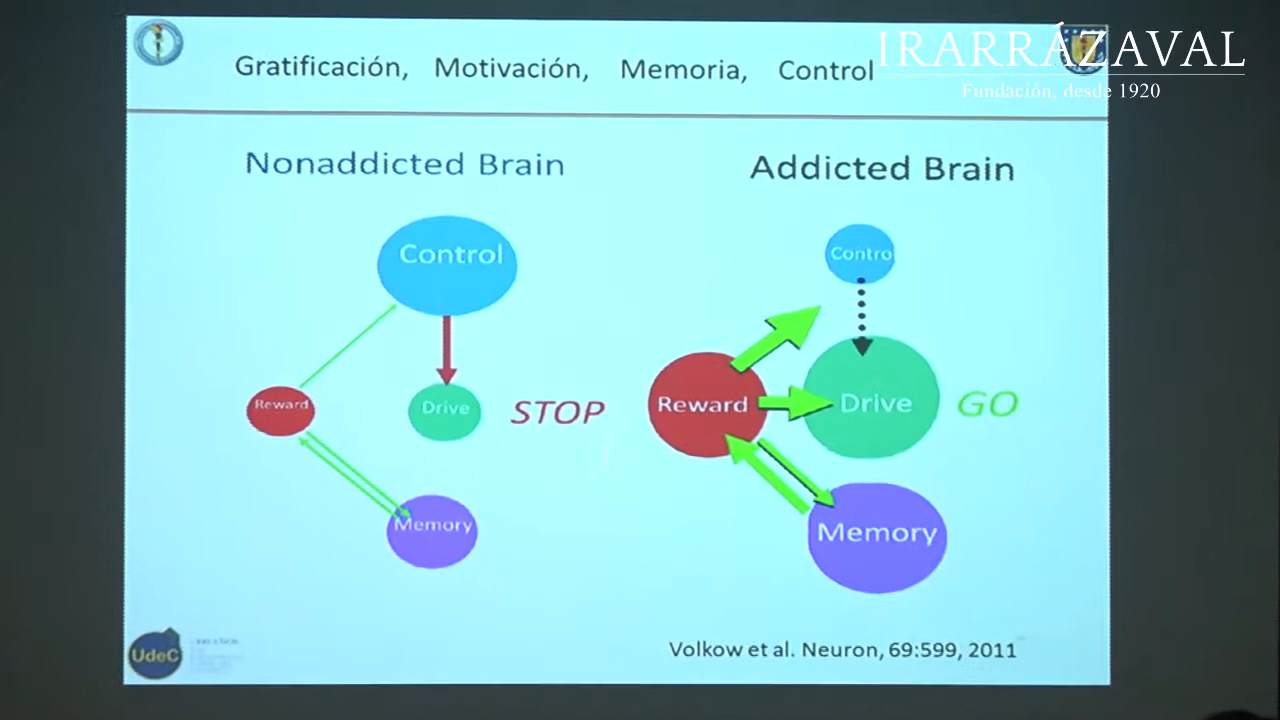 IRARRÁZAVAL
Fundación, desde 1920
Gratificación, Motivación, Memoria, Control
Nonaddicted Brain
Addicted Brain
Control
Reward
Drive
STOP
Memory
Contro
Reward
Drive
GO
Memory
UdeC
Volkow et al. Neuron, 69:599, 2011